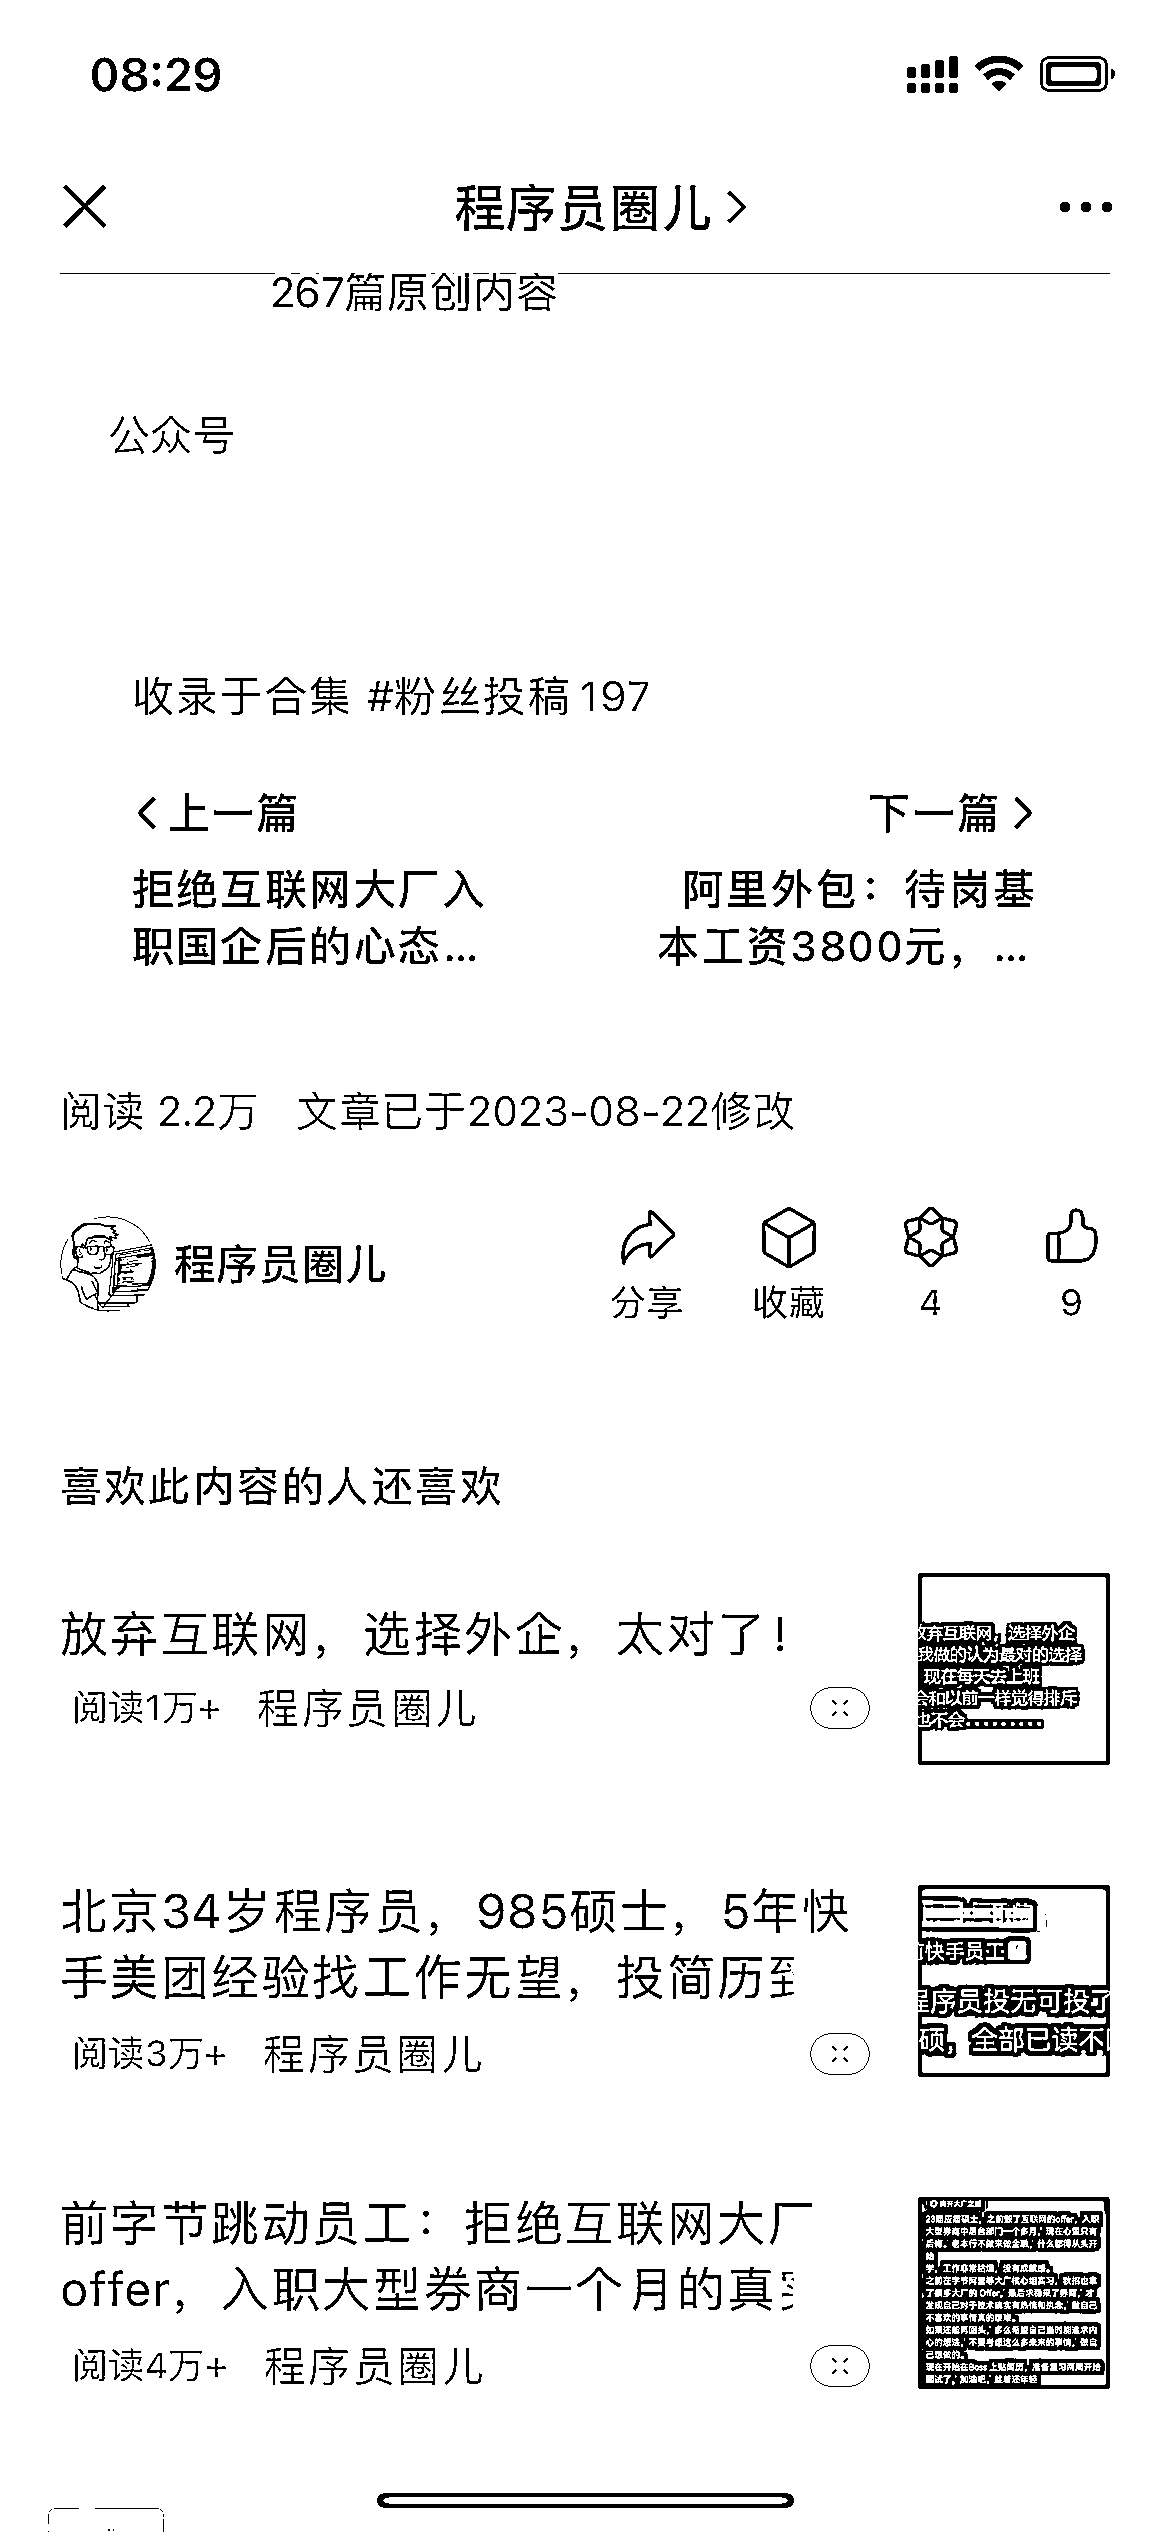 08:29
程序员圈儿
267篇原创内容
公众号
收录于合集 #粉丝投稿 197
上一篇
下一篇
拒绝互联网大厂入
职国企后的心态...
阿里外包：待岗基
本工资3800元，...
阅读 2.2万 文章已于2023-08-22修改
程序员圈儿
分享
收藏
4
9
喜欢此内容的人还喜欢
放弃互联网，选择外企，太对了！
阅读1万+ 程序员圈儿
放弃互联网，选择外企
我做的认为最对的选择
现在每天去上班
会和以前一样觉得排斥
也不会.........
北京34岁程序员，985硕士，5年快
手美团经验找工作无望，投简历到
阅读3万+ 程序员圈儿
前快手员工
程序员投无可投了
硕，全部已读不
前字节跳动员工：拒绝互联网大厂
offer，入职大型券商一个月的真实
阅读4万+ 程序员圈儿